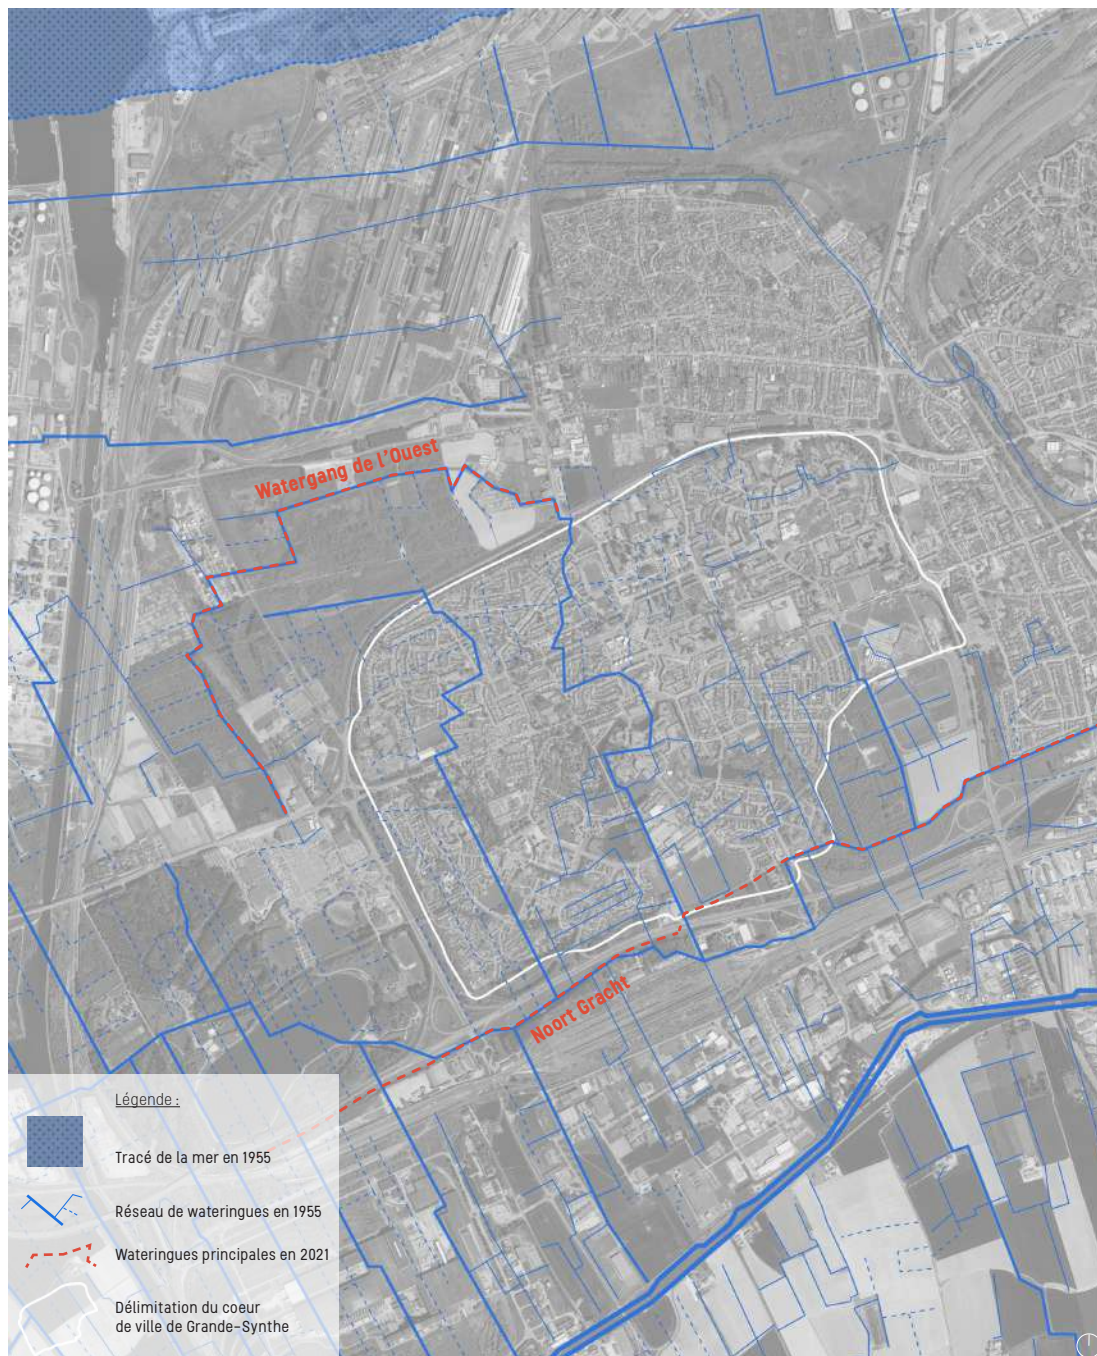 Watergang de l'Ouest
Noort Gracht
Légende :
Tracé de la mer en 1955
Réseau de wateringues en 1955
Wateringues principales en 2021
Délimitation du coeur
de ville de Grande-Synthe